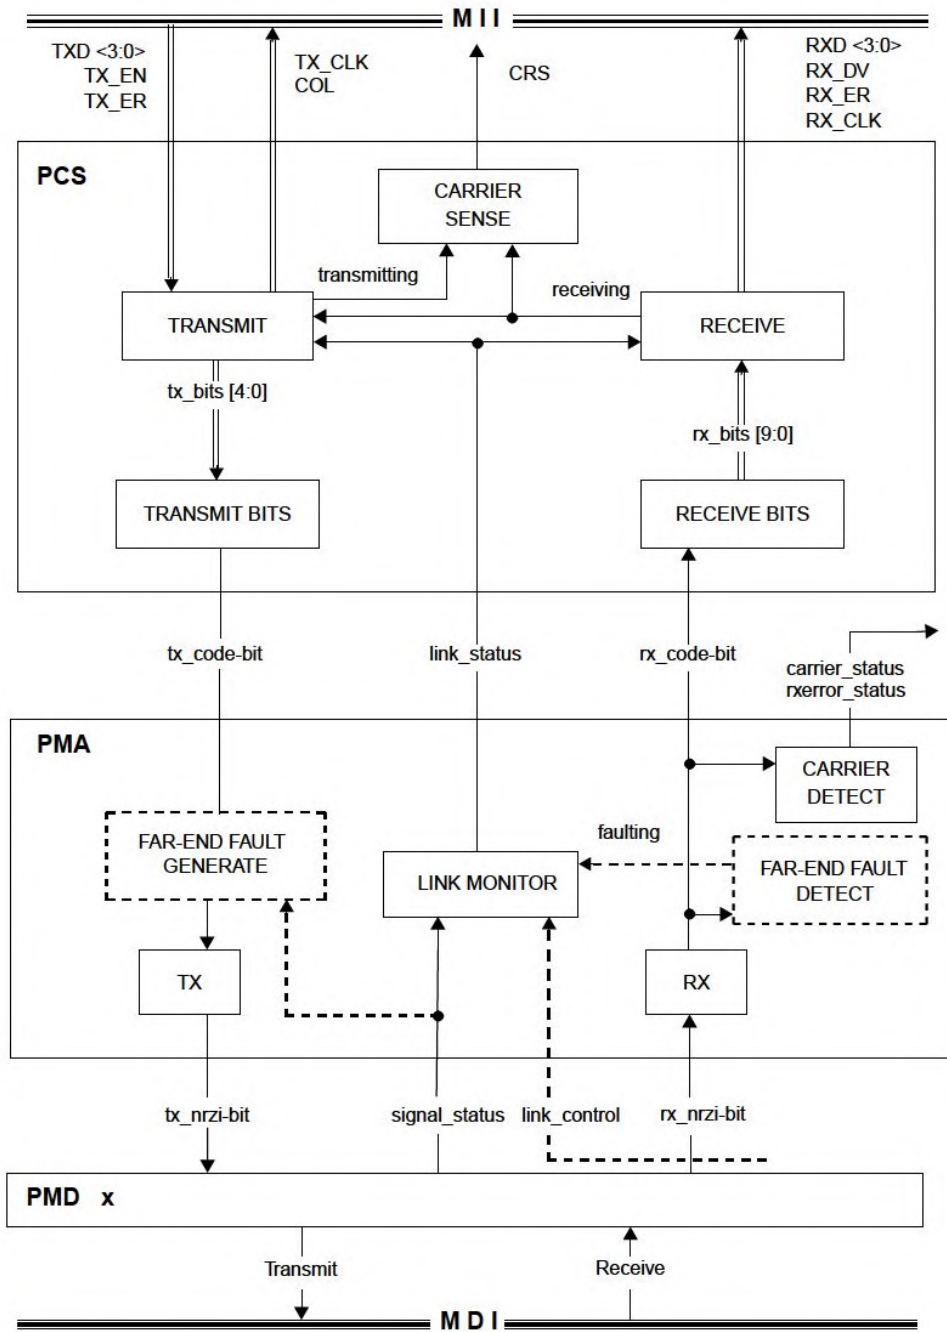 M I I
TXD <3:0>
TX_EN
TX_ER
TX_CLK
COL
CRS
RXD <3:0>
RX_DV
RX_ER
RX_CLK
PCS
CARRIER
SENSE
transmitting
receiving
TRANSMIT
RECEIVE
tx_bits [4:0]
rx_bits [9:0]
TRANSMIT BITS
RECEIVE BITS
tx_code-bit
link_status
rx_code-bit
carrier_status
rxerror_status
PMA
CARRIER
DETECT
FAR-END FAULT
GENERATE
faulting
LINK MONITOR
FAR-END FAULT
DETECT
TX
RX
tx_nrzi-bit
signal_status
link_control
rx_nrzi-bit
PMD x
Transmit
Receive
M D I